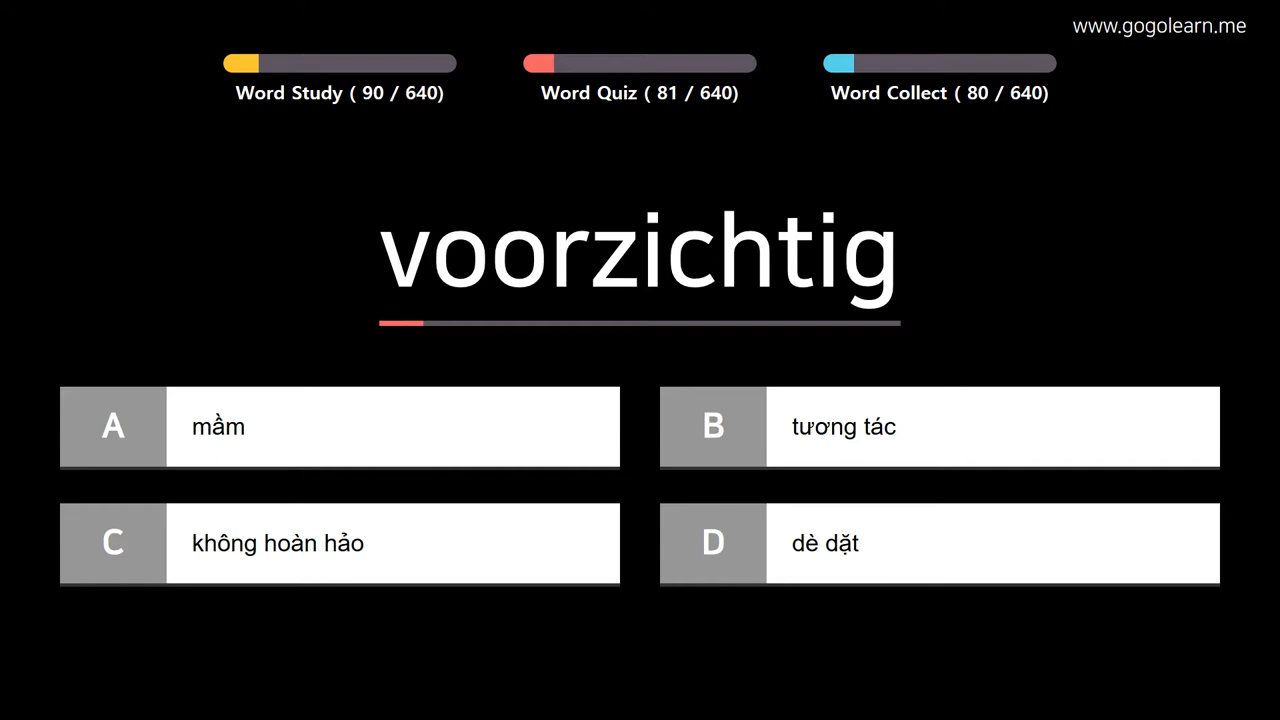 www.gogolearn.me
Word Study ( 90 / 640)
Word Quiz ( 81 / 640)
Word Collect ( 80 / 640)
voorzichtig
A mầm
B tương tác
C không hoàn hảo
D dè dặt